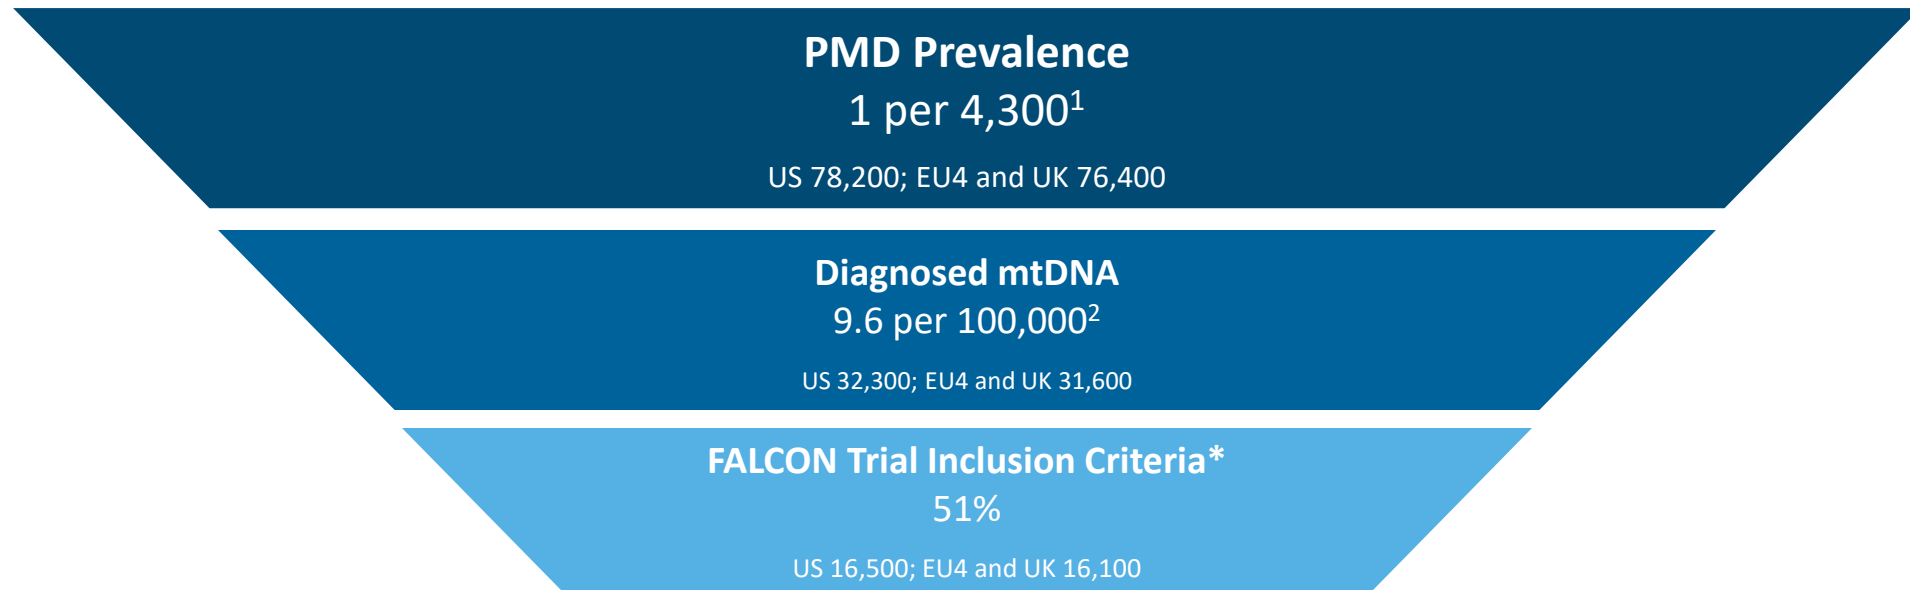 PMD Prevalence
1 per 4,300¹
US 78,200; EU4 and UK 76,400
Diagnosed mtDNA
9.6 per 100,000²
US 32,300; EU4 and UK 31,600
FALCON Trial Inclusion Criteria*
51%
US 16,500; EU4 and UK 16,100